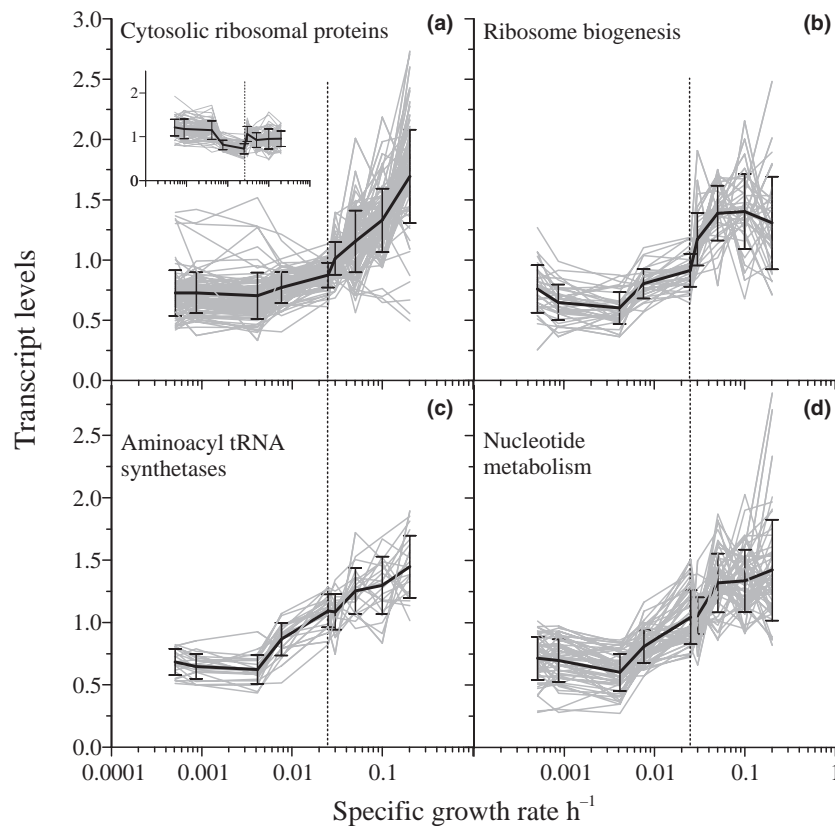 Cytosolic ribosomal proteins (a)
Ribosome biogenesis (b)
3.0
2.5
2.0
1.5
1.0
0.5
0.0
2
1
0
0
Aminoacyl tRNA
synthetases
(c)
Nucleotide
metabolism
(d)
2.5
2.0
1.5
1.0
0.5
0.0
Transcript levels
0.0001 0.001 0.01 0.1 0.001 0.01 0.1 1
Specific growth rate h⁻¹